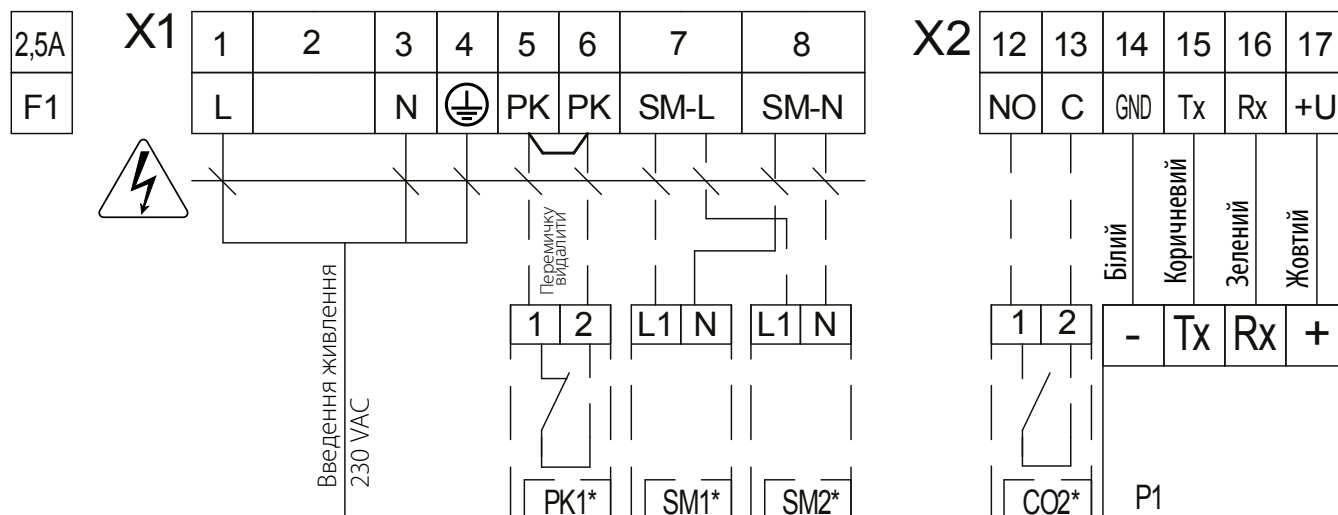 2,5A
F1
X1 1 2 3 4 5 6 7 8
L N PK PK SM-L SM-N
X2 12 13 14 15 16 17
NO C GND Tx Rx +U
Введення живлення
230 VAC
Перемичку
видалити
Білий
Коричневий
Зелений
Жовтий
1 2
L1 N
L1 N
1 2
- Tx Rx +
PK1*
SM1*
SM2*
CO2*
P1